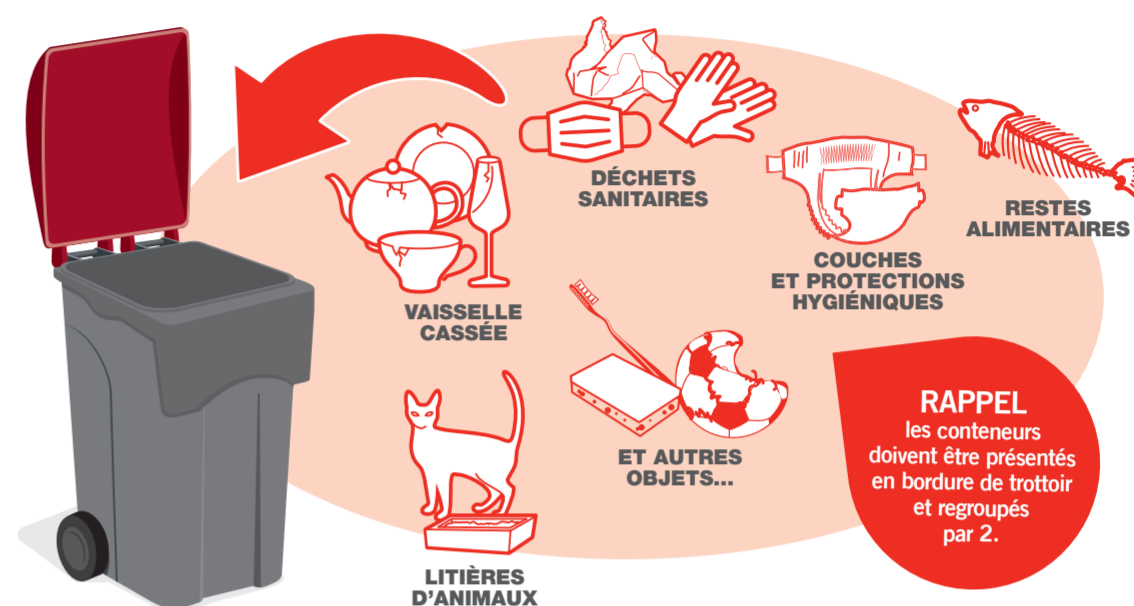 DÉCHETS
SANITAIRES
RESTES
ALIMENTAIRES
COUCHES
ET PROTECTIONS
HYGIÉNIQUES
VAISSELLE
CASSÉE
ET AUTRES
OBJETS...
LITIÈRES
D'ANIMAUX
RAPPEL
les conteneurs
doivent être présentés
en bordure de trottoir
et regroupés
par 2.